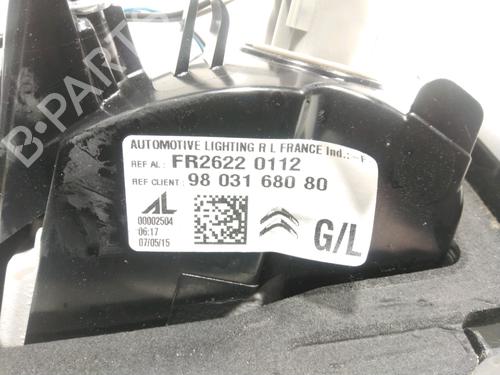 B-PARTS
AUTOMOTIVE LIGHTING R L FRANCE Ind.:-F
REF AL: FR2622 0112
REF CLIENT: 98 031 680 80
AL
00002504
06:17
07/05/15
G/L